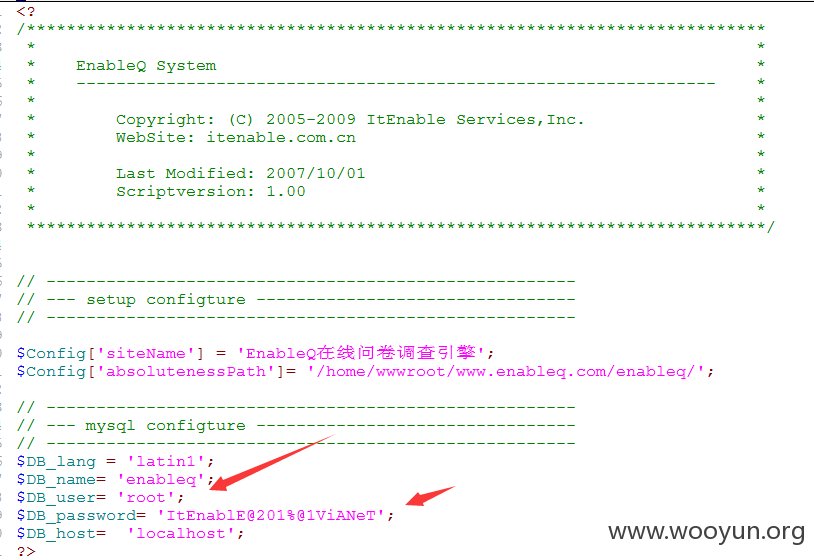 <?
/**************************************************************************
* *
* EnableQ System *
* ---------------------------------------------------------------- *
* *
* Copyright: (C) 2005-2009 ItEnable Services,Inc. *
* WebSite: itenable.com.cn *
* *
* Last Modified: 2007/10/01 *
* Scriptversion: 1.00 *
* *
**************************************************************************/
// -----------------------------------------------------
// --- setup configture --------------------------------
// -----------------------------------------------------
$Config['siteName'] = 'EnableQ在线问卷调查引擎';
$Config['absolutenessPath']= '/home/wwwroot/www.enableq.com/enableq/';
// -----------------------------------------------------
// --- mysql configture --------------------------------
// -----------------------------------------------------
$DB_lang = 'latin1';
$DB_name= 'enableq';
$DB_user= 'root';
$DB_password= 'ItEnablE@201%@1ViANeT';
$DB_host= 'localhost';
?>
www.wooyun.org